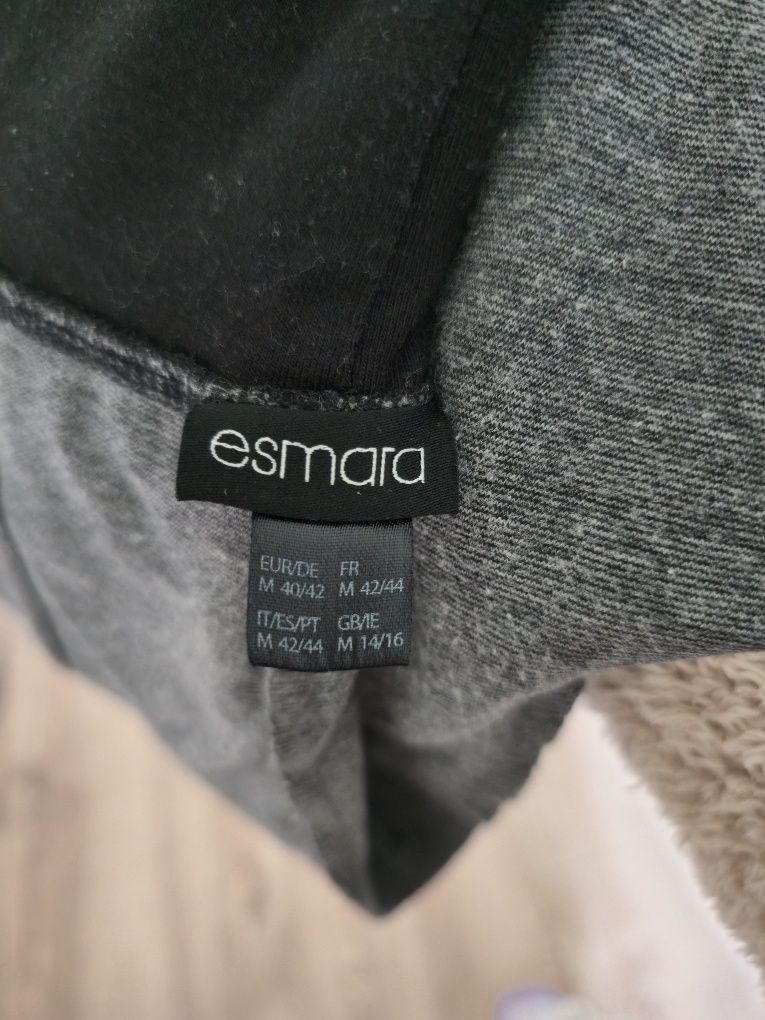 esmara
EUR/DE FR
M 40/42 M 42/44
IT/ES/PT GB/IE
M 42/44 M 14/16